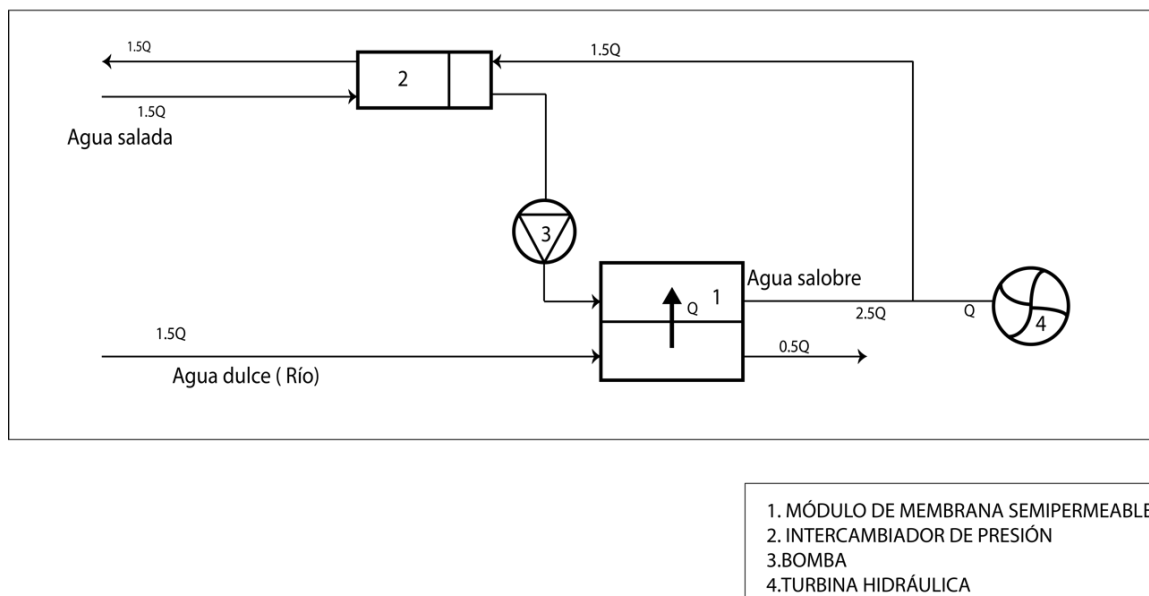 1.5Q
1.5Q
2
1.5Q
Agua salada
3
Agua salobre
1
Q
2.5Q
Q
4
1.5Q
0.5Q
Agua dulce ( Río)
1. MÓDULO DE MEMBRANA SEMIPERMEABLE
2. INTERCAMBIADOR DE PRESIÓN
3.BOMBA
4.TURBINA HIDRÁULICA